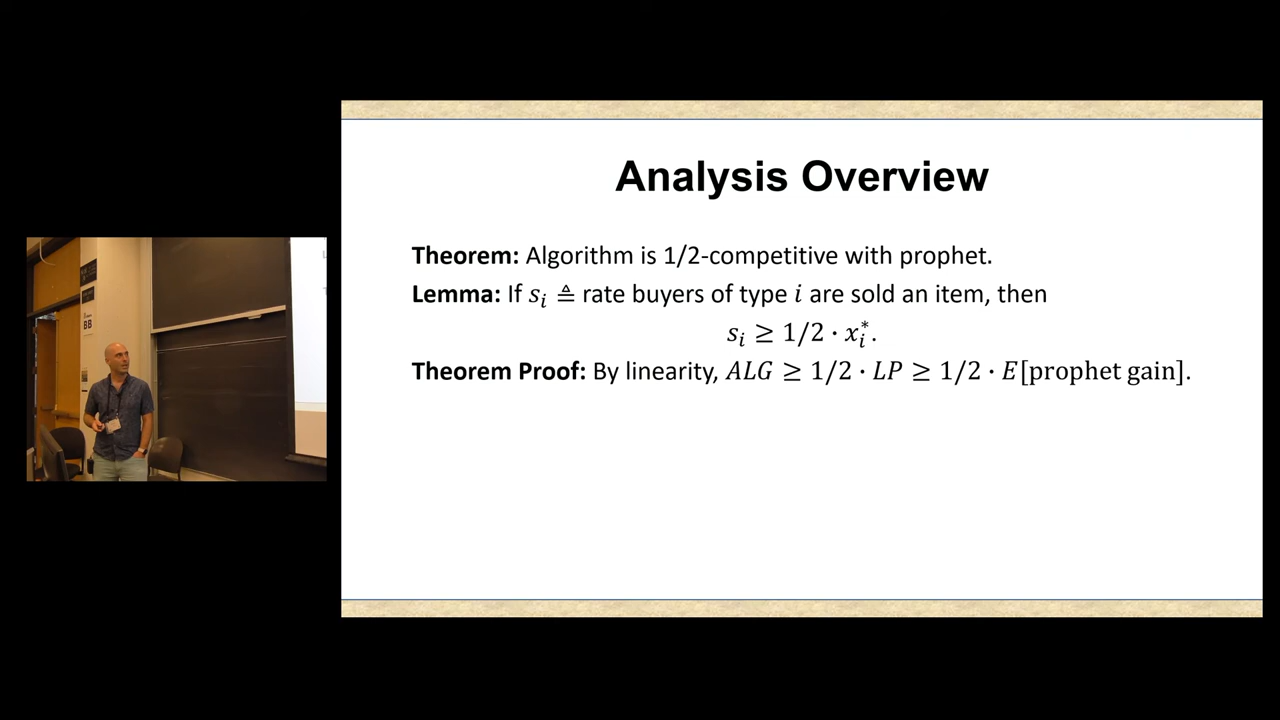 Analysis Overview
Theorem: Algorithm is 1/2-competitive with prophet.
Lemma: If sᵢ ≜ rate buyers of type i are sold an item, then
sᵢ ≥ 1/2 · xᵢ*.
Theorem Proof: By linearity, ALG ≥ 1/2 · LP ≥ 1/2 · E[prophet gain].
BB